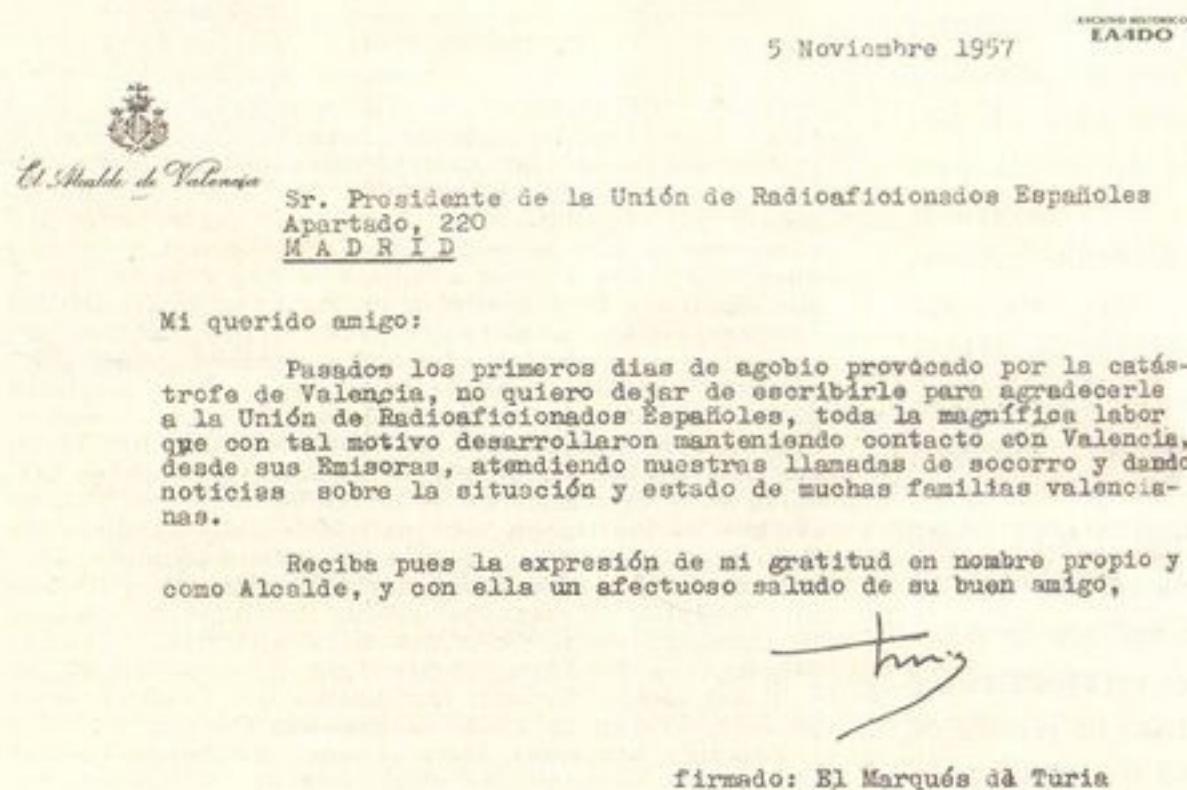 ARCHIVO HISTORICO
EA4DO
5 Noviembre 1957
El Alcalde de Valencia
Sr. Presidente de la Unión de Radioaficionados Españoles
Apartado, 220
M A D R I D
Mi querido amigo:
Pasados los primeros dias de agobio provocado por la catás-
trofe de Valencia, no quiero dejar de escribirle para agradecerle
a la Unión de Radioaficionados Españoles, toda la magnífica labor
que con tal motivo desarrollaron manteniendo contacto con Valencia,
desde sus Emisoras, atendiendo nuestras llamadas de socorro y dando
noticias sobre la situación y estado de muchas familias valencia-
nas.
Reciba pues la expresión de mi gratitud en nombre propio y
como Alcalde, y con ella un afectuoso saludo de su buen amigo,
firmado: El Marqués dl Turia